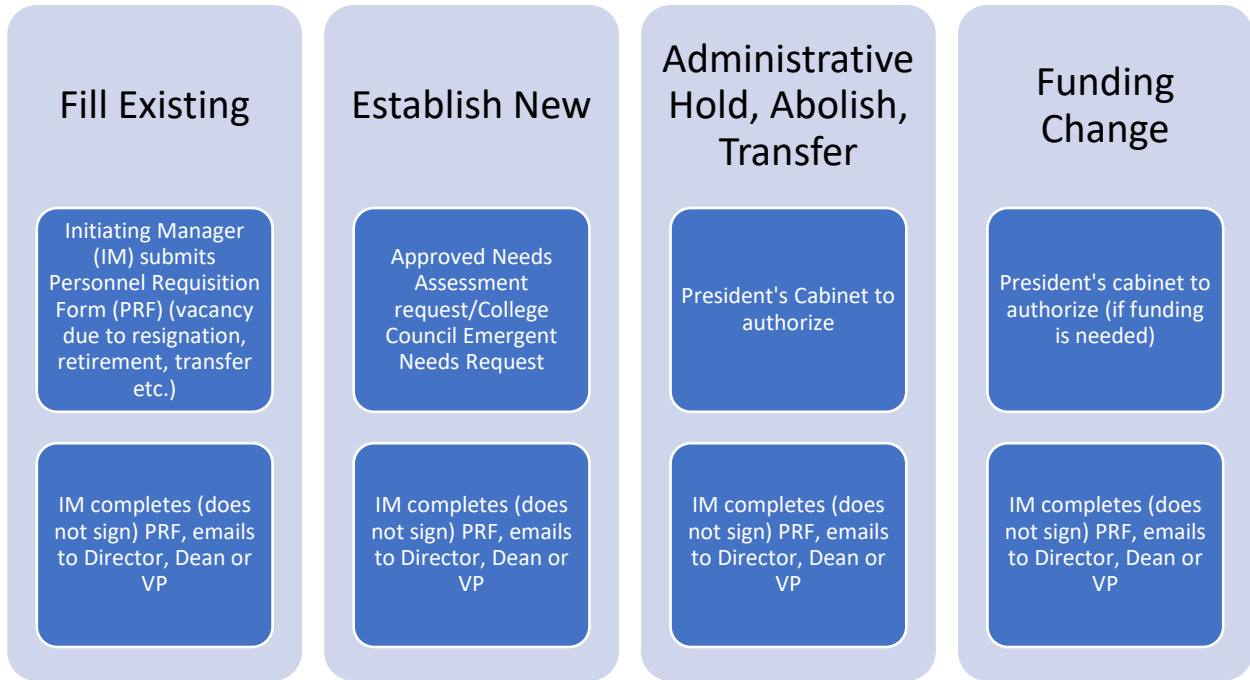 Fill Existing
Initiating Manager
(IM) submits
Personnel Requisition
Form (PRF) (vacancy
due to resignation,
retirement, transfer
etc.)
IM completes (does
not sign) PRF, emails
to Director, Dean or
VP
Establish New
Approved Needs
Assessment
request/College
Council Emergent
Needs Request
IM completes (does
not sign) PRF, emails
to Director, Dean or
VP
Administrative
Hold, Abolish,
Transfer
President's Cabinet to
authorize
IM completes (does
not sign) PRF, emails
to Director, Dean or
VP
Funding
Change
President's cabinet to
authorize (if funding
is needed)
IM completes (does
not sign) PRF, emails
to Director, Dean or
VP